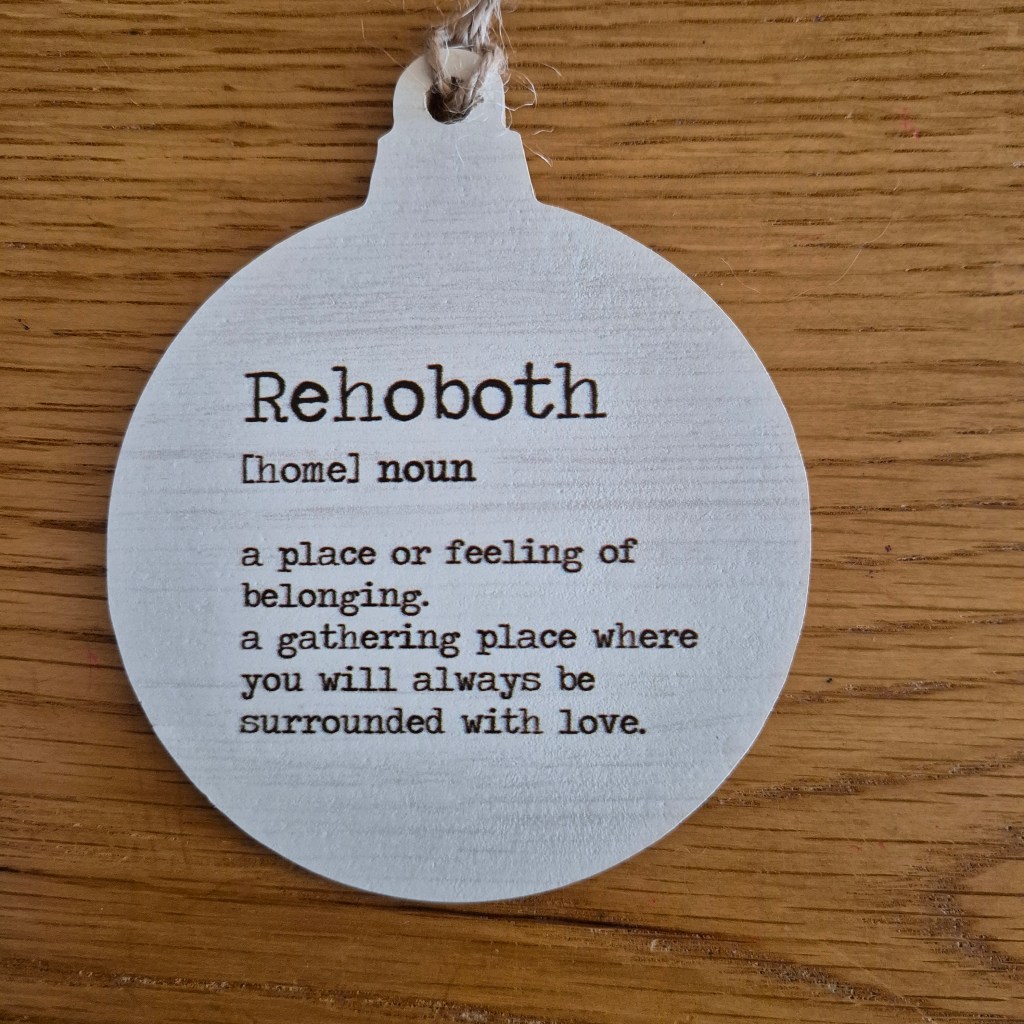 Rehoboth
[home] noun
a place or feeling of
belonging.
a gathering place where
you will always be
surrounded with love.